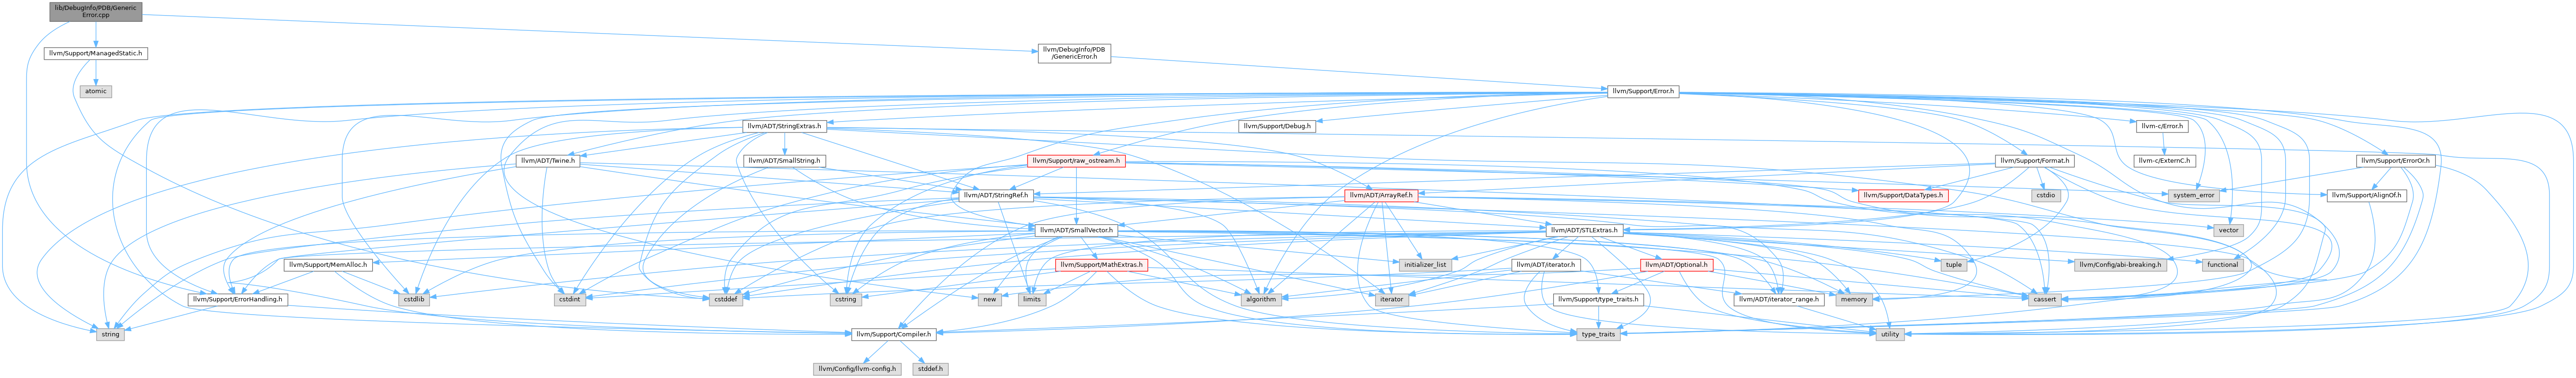 lib/DebugInfo/PDB/Generic
Error.cpp
llvm/Support/ManagedStatic.h
llvm/DebugInfo/PDB
/GenericError.h
atomic
llvm/Support/Error.h
llvm/ADT/StringExtras.h
llvm/Support/Debug.h
llvm-c/Error.h
llvm/ADT/Twine.h
llvm/ADT/SmallString.h
llvm/Support/raw_ostream.h
llvm/Support/Format.h
llvm-c/ExternC.h
llvm/Support/ErrorOr.h
llvm/ADT/StringRef.h
llvm/ADT/ArrayRef.h
llvm/Support/DataTypes.h
cstdio
system_error
llvm/Support/AlignOf.h
llvm/ADT/SmallVector.h
llvm/ADT/STLExtras.h
vector
llvm/Support/MemAlloc.h
llvm/Support/MathExtras.h
initializer_list
llvm/ADT/iterator.h
llvm/ADT/Optional.h
tuple
llvm/Config/abi-breaking.h
functional
llvm/Support/ErrorHandling.h
cstdlib
cstdint
cstddef
cstring
new
limits
algorithm
iterator
llvm/Support/type_traits.h
memory
llvm/ADT/iterator_range.h
cassert
string
llvm/Support/Compiler.h
type_traits
utility
llvm/Config/llvm-config.h
stddef.h